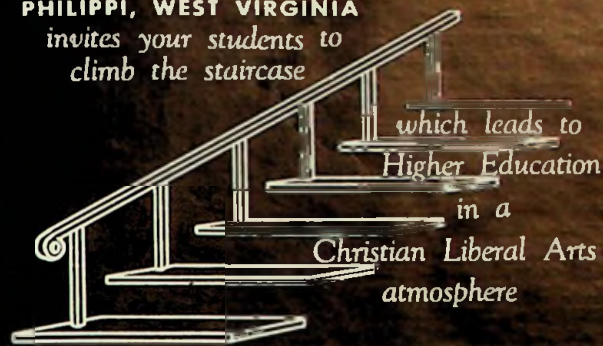 PHILIPPI, WEST VIRGINIA
invites your students to
climb the staircase
which leads to
Higher Education
in a
Christian Liberal Arts
atmosphere